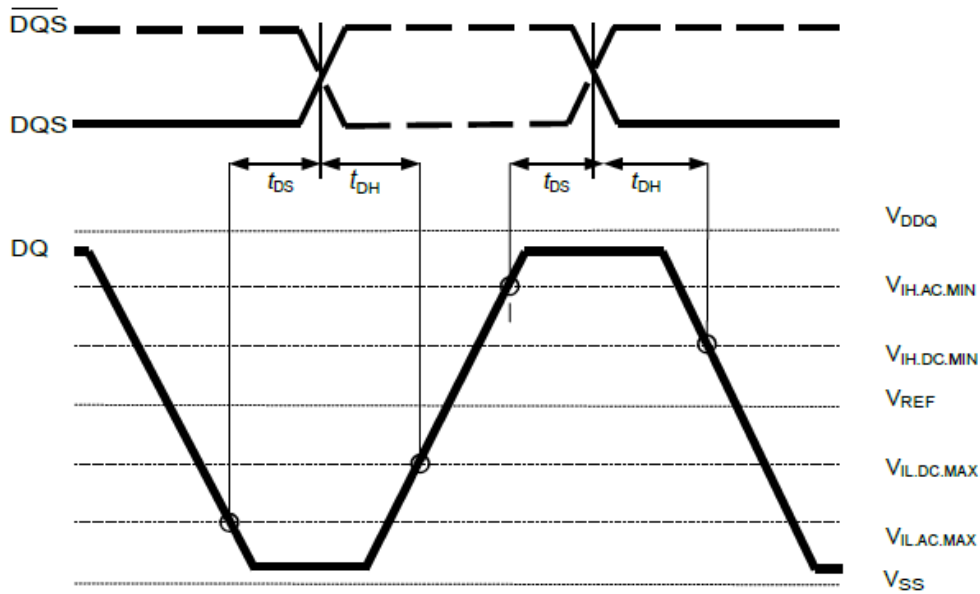 DQS
DQS
tDS
tDH
tDS
tDH
VDDQ
DQ
VIH.AC.MIN
VIH.DC.MIN
VREF
VIL.DC.MAX
VIL.AC.MAX
VSS